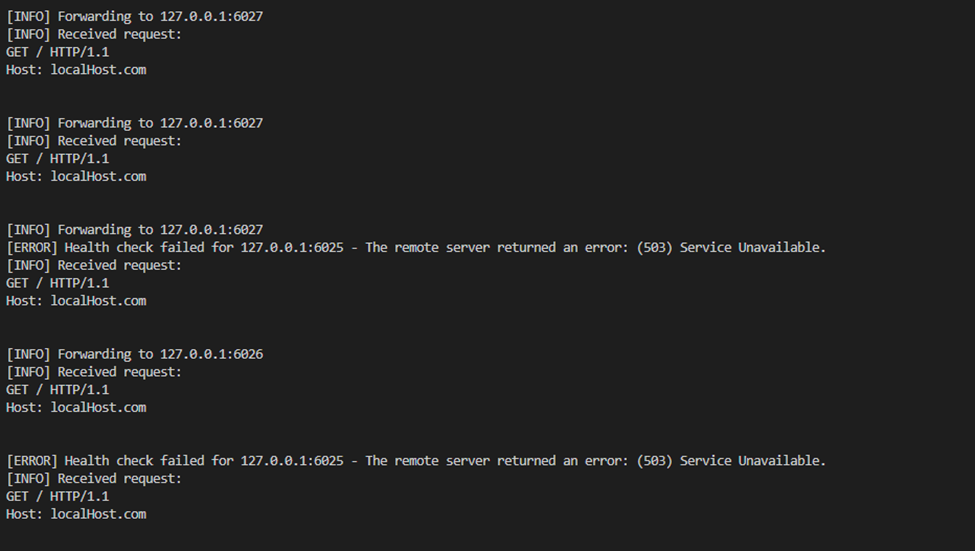 [INFO] Forwarding to 127.0.0.1:6027
[INFO] Received request:
GET / HTTP/1.1
Host: localHost.com
[INFO] Forwarding to 127.0.0.1:6027
[INFO] Received request:
GET / HTTP/1.1
Host: localHost.com
[INFO] Forwarding to 127.0.0.1:6027
[ERROR] Health check failed for 127.0.0.1:6025 - The remote server returned an error: (503) Service Unavailable.
[INFO] Received request:
GET / HTTP/1.1
Host: localHost.com
[INFO] Forwarding to 127.0.0.1:6026
[INFO] Received request:
GET / HTTP/1.1
Host: localHost.com
[ERROR] Health check failed for 127.0.0.1:6025 - The remote server returned an error: (503) Service Unavailable.
[INFO] Received request:
GET / HTTP/1.1
Host: localHost.com